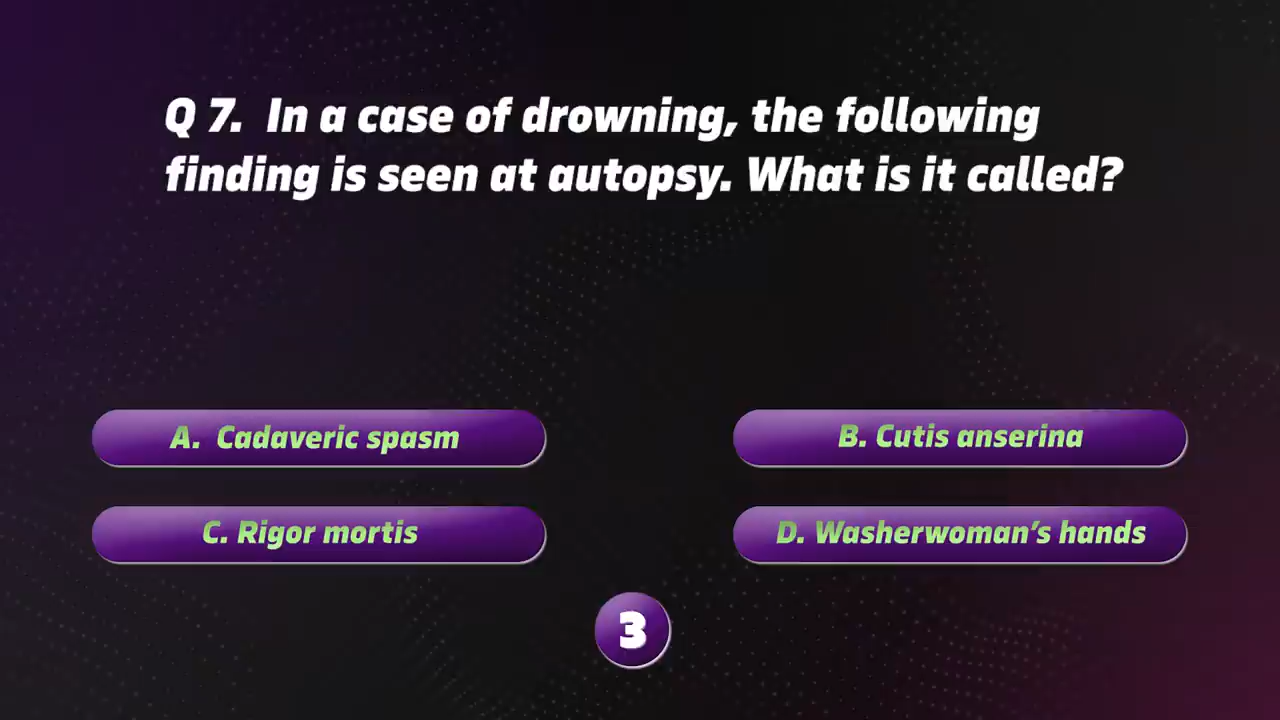 Q 7. In a case of drowning, the following
finding is seen at autopsy. What is it called?
A. Cadaveric spasm
B. Cutis anserina
C. Rigor mortis
D. Washerwoman’s hands
3